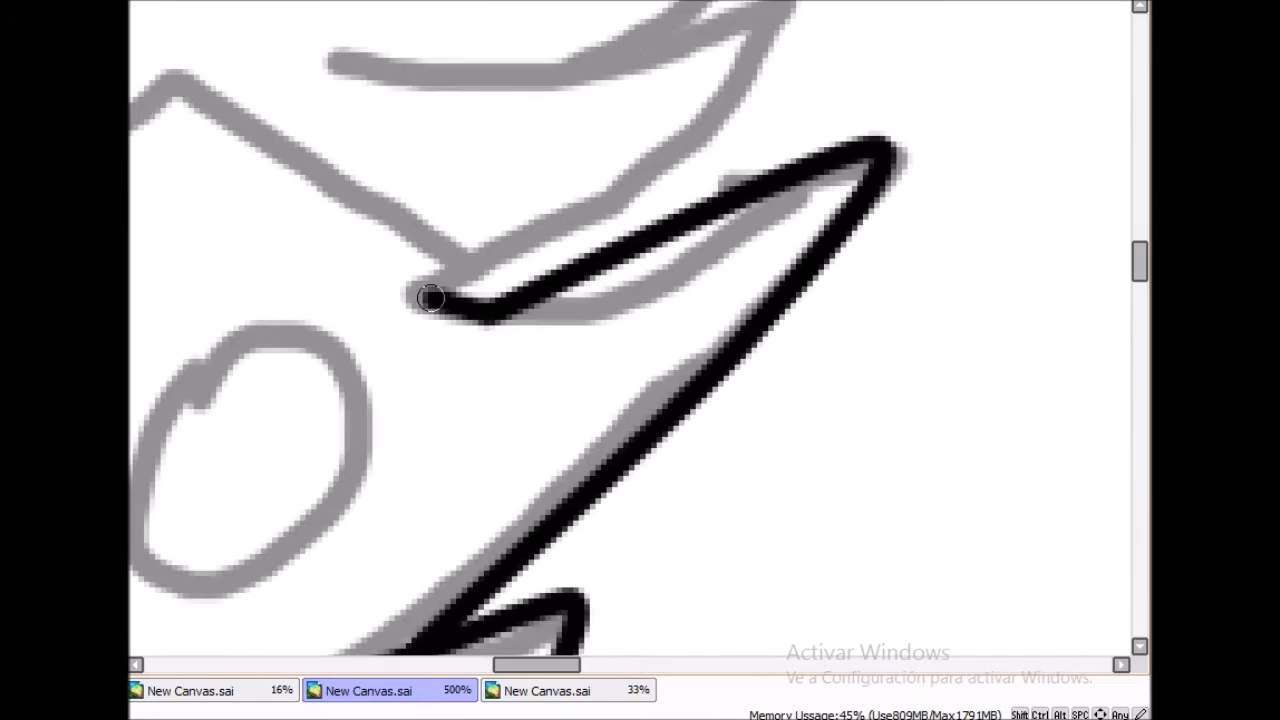 Activar Windows
Ve a Configuración para activar Windows.
New Canvas.sai 16% New Canvas.sai 500% New Canvas.sai 33%
Memory Ussage:45% (Use809MB/Max1791MB) Shift Ctrl Alt SPC Any